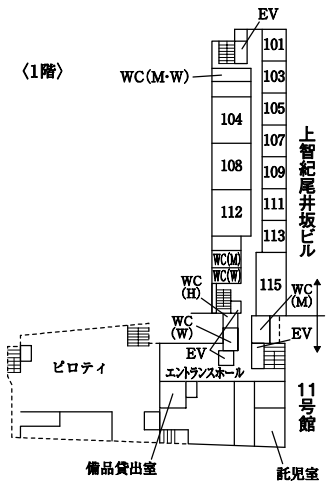 EV
〈1階〉
WC(M・W)
101
103
104
105
107
108
109
111
112
113
上智紀尾井坂ビル
WC(M)
WC(W)
115
WC
(H)
WC
(M)
WC
(W)
EV
EV
ピロティ
エントランスホール
11号館
備品貸出室
託児室